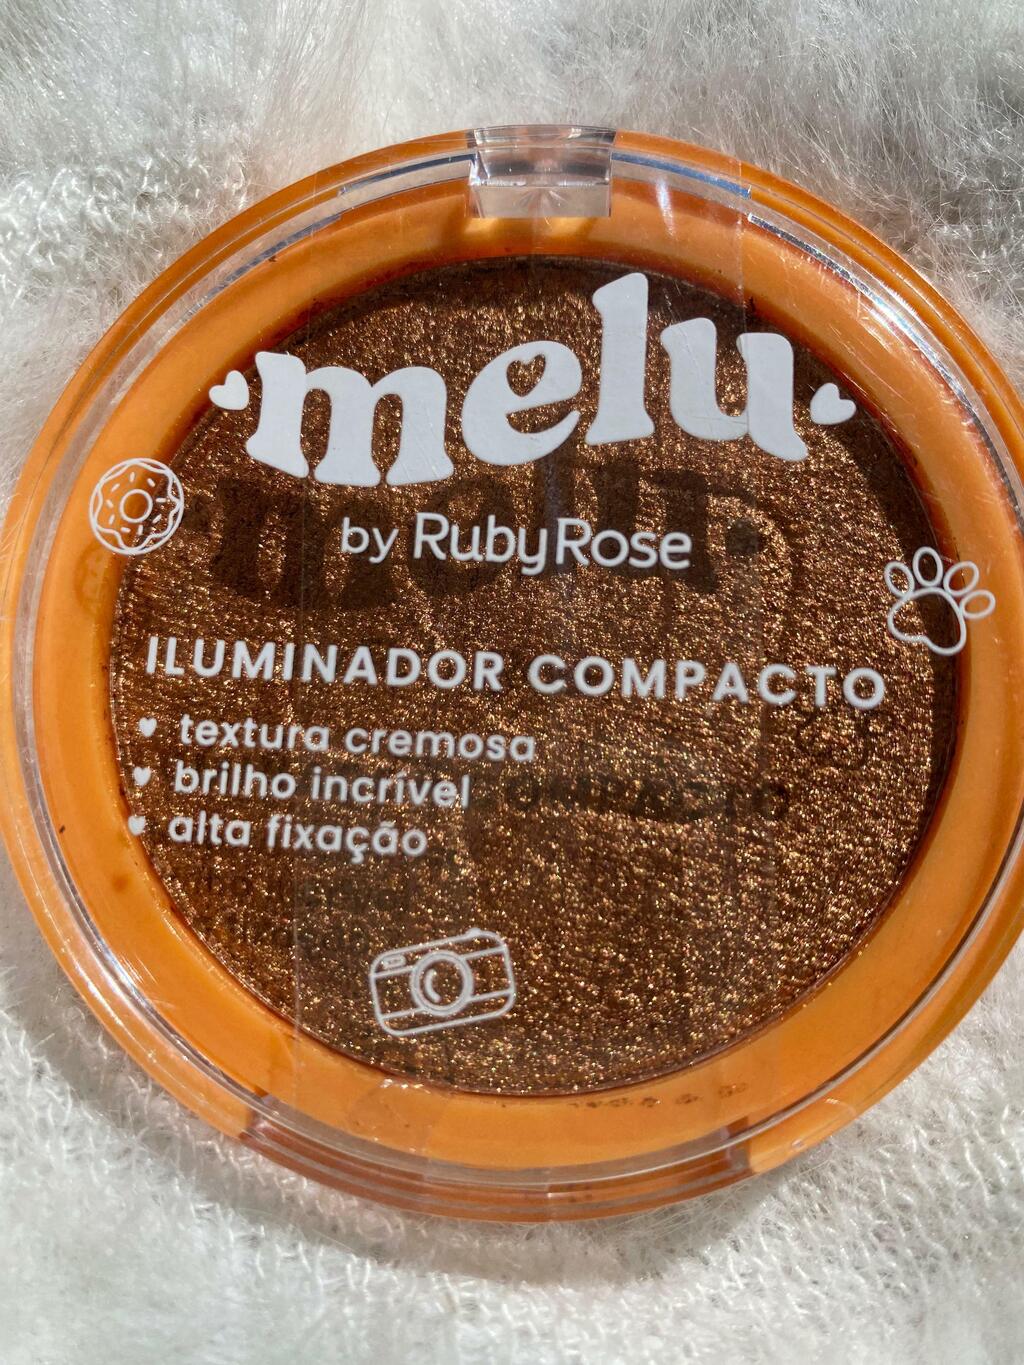 melu
by RubyRose
ILUMINADOR COMPACTO
textura cremosa
brilho incrível
alta fixação